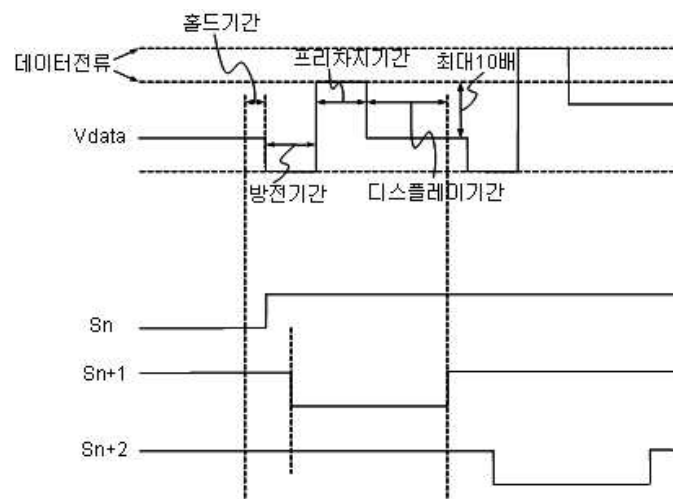 홀드기간
데이터전류
프리차지기간
최대10배
Vdata
방전기간
디스플레이기간
Sn
Sn+1
Sn+2